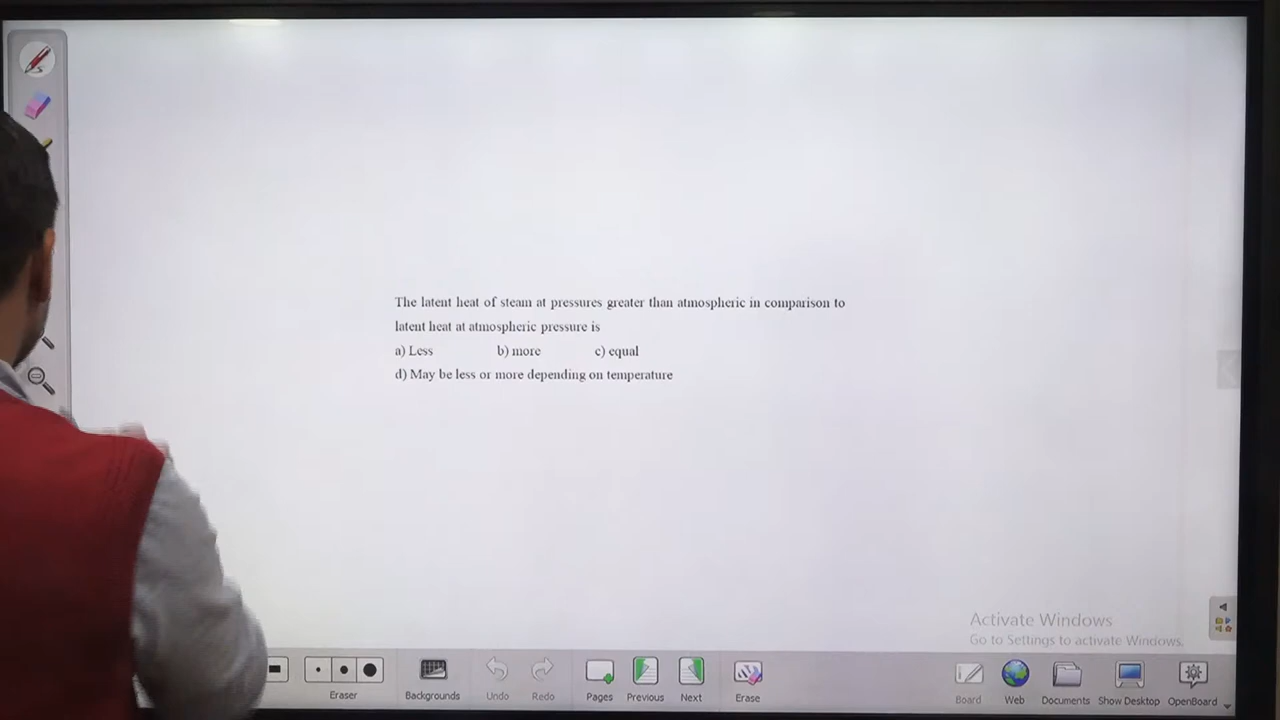 The latent heat of steam at pressures greater than atmospheric in comparison to
latent heat at atmospheric pressure is
a) Less b) more c) equal
d) May be less or more depending on temperature
Activate Windows
Go to Settings to activate Windows.
Eraser
Backgrounds
Undo
Redo
Pages
Previous
Next
Erase
Board
Web
Documents
Show Desktop
OpenBoard